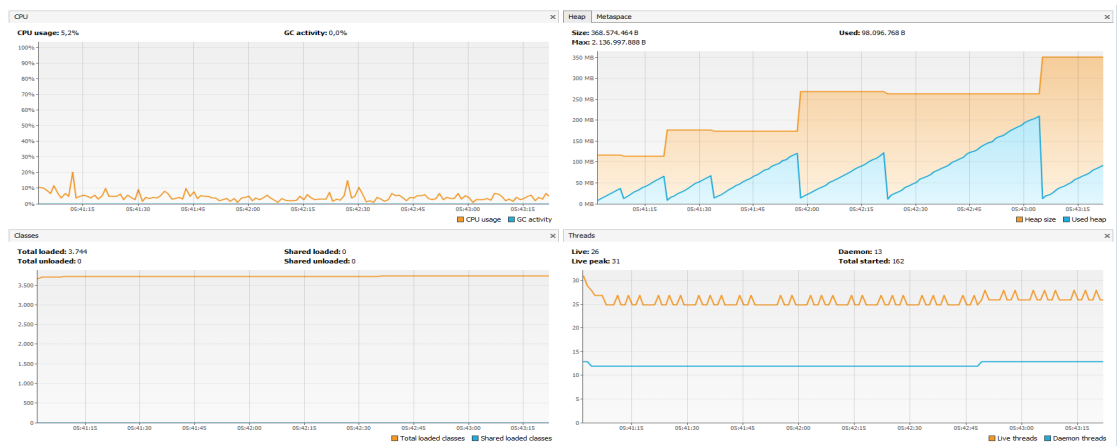 CPU
CPU usage: 5,2%
GC activity: 0,0%
100%
90%
80%
70%
60%
50%
40%
30%
20%
10%
0%
05:41:15 05:41:30 05:41:45 05:42:00 05:42:15 05:42:30 05:42:45 05:43:00 05:43:15
CPU usage GC activity
Heap Metaspace
Size: 368.574.464 B
Used: 98.096.768 B
Max: 2.136.997.888 B
350 MB
300 MB
250 MB
200 MB
150 MB
100 MB
50 MB
0 MB
05:41:15 05:41:30 05:41:45 05:42:00 05:42:15 05:42:30 05:42:45 05:43:00 05:43:15
Heap size Used heap
Classes
Total loaded: 3.744
Shared loaded: 0
Total unloaded: 0
Shared unloaded: 0
3.500
3.000
2.500
2.000
1.500
1.000
500
0
05:41:15 05:41:30 05:41:45 05:42:00 05:42:15 05:42:30 05:42:45 05:43:00 05:43:15
Total loaded classes Shared loaded classes
Threads
Live: 26
Daemon: 13
Live peak: 31
Total started: 162
30
25
20
15
10
5
0
05:41:15 05:41:30 05:41:45 05:42:00 05:42:15 05:42:30 05:42:45 05:43:00 05:43:15
Live threads Daemon threads